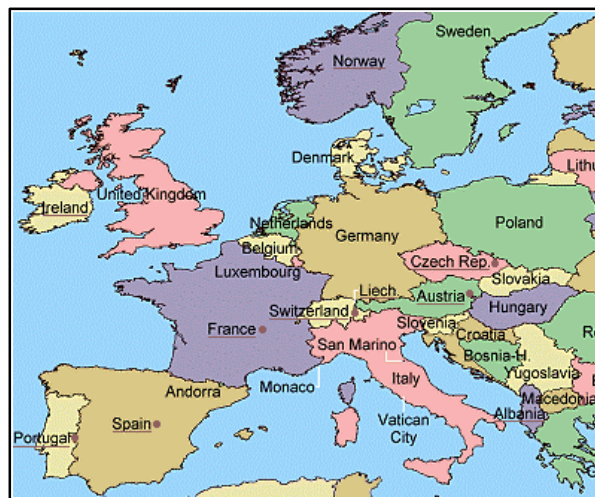 Sweden
Norway
Denmark
Lithu
United Kingdom
Ireland
Netherlands
Poland
Germany
Belgium
Czech Rep.
Luxembourg
Slovakia
Liech.
Austria
Hungary
Switzerland
Slovenia
France
Croatia
San Marino
Bosnia-H.
Yugoslavia
Italy
Monaco
Andorra
Macedonia
Albania
Vatican
City
Spain
Portugal